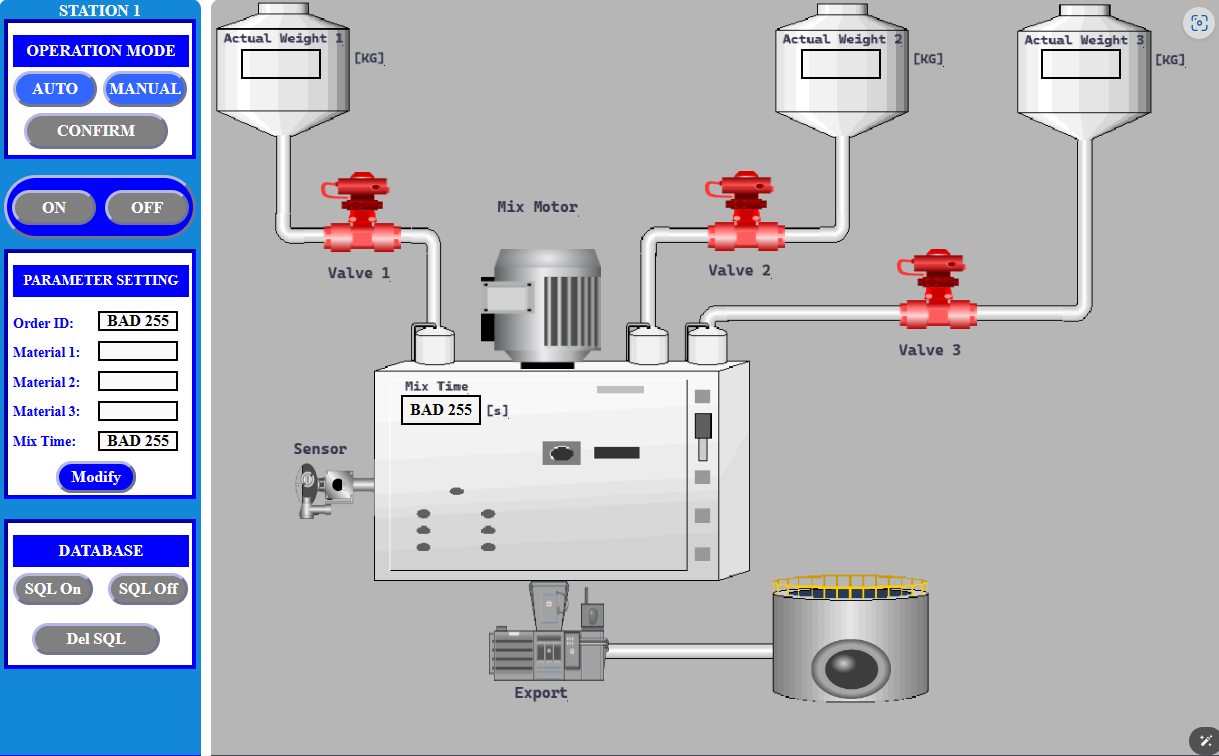 STATION 1
OPERATION MODE
AUTO
MANUAL
CONFIRM
ON
OFF
PARAMETER SETTING
Order ID: BAD 255
Material 1:
Material 2:
Material 3:
Mix Time: BAD 255
Modify
DATABASE
SQL On
SQL Off
Del SQL
Actual Weight 1
[KG]
Actual Weight 2
[KG]
Actual Weight 3
[KG]
Valve 1
Mix Motor
Valve 2
Valve 3
Mix Time
BAD 255 [s]
Sensor
Export